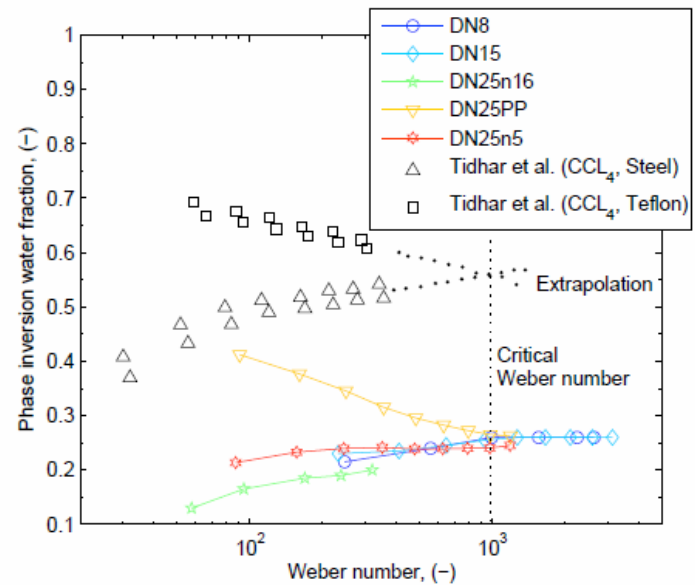 DN8
DN15
DN25n16
DN25PP
DN25n5
Tidhar et al. (CCL4, Steel)
Tidhar et al. (CCL4, Teflon)
1
0.9
0.8
0.7
0.6
0.5
0.4
0.3
0.2
0.1
Phase inversion water fraction, (−)
Extrapolation
Critical
Weber number
10^2
10^3
Weber number, (−)